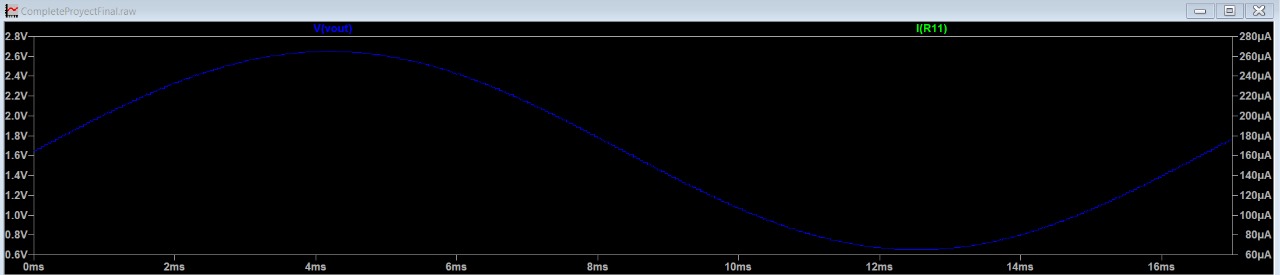 CompleteProyectFinal.raw
V(vout) I(R11)
2.8V 280µA
2.6V 260µA
2.4V 240µA
2.2V 220µA
2.0V 200µA
1.8V 180µA
1.6V 160µA
1.4V 140µA
1.2V 120µA
1.0V 100µA
0.8V 80µA
0.6V 60µA
0ms 2ms 4ms 6ms 8ms 10ms 12ms 14ms 16ms